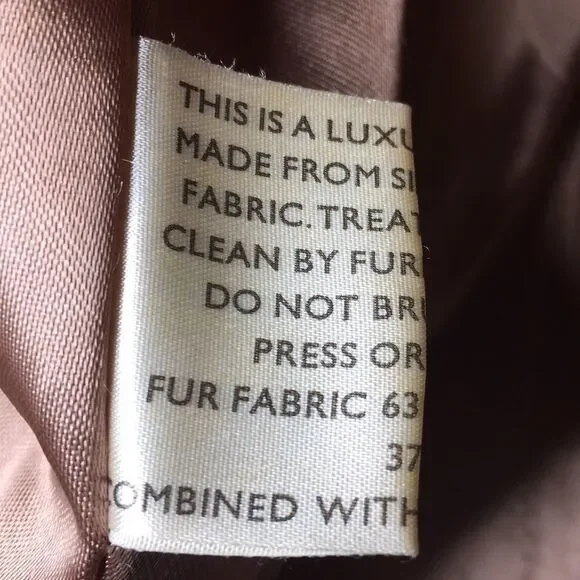 THIS IS A LUXU
MADE FROM SI
FABRIC. TREAT
CLEAN BY FUR
DO NOT BRU
PRESS OR
FUR FABRIC 63
37
COMBINED WITH